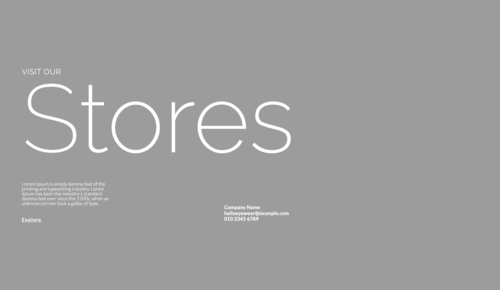 VISIT OUR
Stores
Lorem Ipsum is simply dummy text of the
printing and typesetting industry. Lorem
Ipsum has been the industry's standard
dummy text ever since the 1500s, when an
unknown printer took a galley of type.
Explore
Company Name
helloeyewear@example.com
010 2345 6789